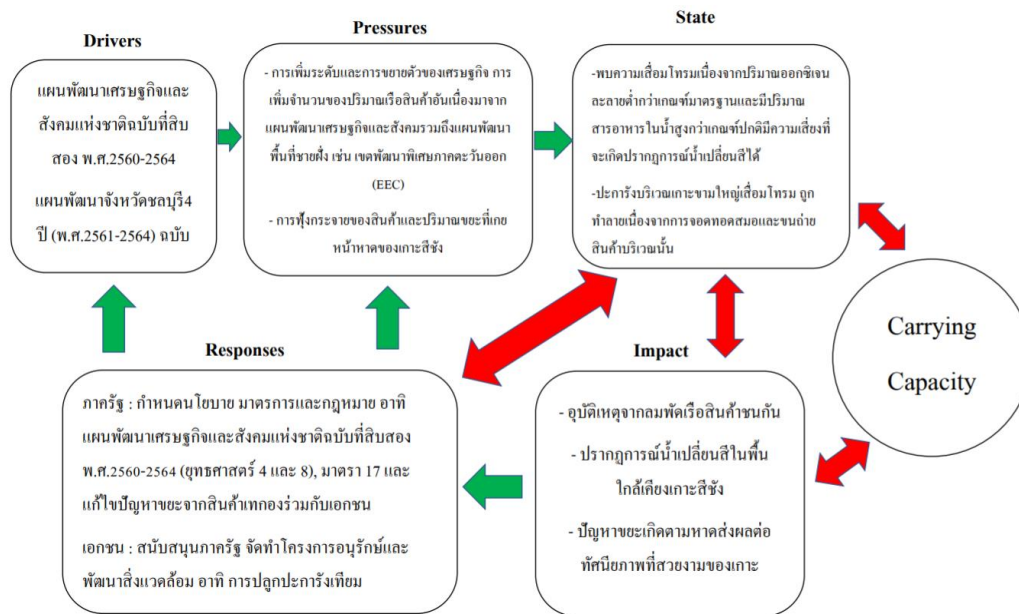 Drivers
แผนพัฒนาเศรษฐกิจและ
สังคมแห่งชาติฉบับที่สิบ
สอง พ.ศ.2560-2564
แผนพัฒนาจังหวัดชลบุรี4
ปี (พ.ศ.2561-2564) ฉบับ
Pressures
- การเพิ่มระดับและการขยายตัวของเศรษฐกิจ การ
เพิ่มจำนวนของปริมาณเรือสินค้าอันเนื่องมาจาก
แผนพัฒนาเศรษฐกิจและสังคมรวมถึงแผนพัฒนา
พื้นที่ชายฝั่ง เช่น เขตพัฒนาพิเศษภาคตะวันออก
(EEC)
- การฟุ้งกระจายของสินค้าและปริมาณขยะที่เกย
หน้าหาดของเกาะสีชัง
State
-พบความเสื่อมโทรมเนื่องจากปริมาณออกซิเจน
ละลายต่ำกว่าเกณฑ์มาตรฐานและมีปริมาณ
สารอาหารในน้ำสูงกว่าเกณฑ์ปกติมีความเสี่ยงที่
จะเกิดปรากฎการณ์น้ำเปลี่ยนสีได้
-ปะการังบริเวณเกาะขามใหญ่เสื่อมโทรม ถูก
ทำลายเนื่องจากการจอดทอดสมอและขนถ่าย
สินค้าบริเวณนั้น
Carrying
Capacity
Responses
ภาครัฐ : กำหนดนโยบาย มาตรการและกฎหมาย อาทิ
แผนพัฒนาเศรษฐกิจและสังคมแห่งชาติฉบับที่สิบสอง
พ.ศ.2560-2564 (ยุทธศาสตร์ 4 และ 8), มาตรา 17 และ
แก้ไขปัญหาขยะจากสินค้าเทกองร่วมกับเอกชน
เอกชน : สนับสนุนภาครัฐ จัดทำโครงการอนุรักษ์และ
พัฒนาสิ่งแวดล้อม อาทิ การปลูกปะการังเทียม
Impact
- อุบัติเหตุจากลมพัดเรือสินค้าชนกัน
- ปรากฎการณ์น้ำเปลี่ยนสีในพื้น
ใกล้เคียงเกาะสีชัง
- ปัญหาขยะเกิดตามหาดส่งผลต่อ
ทัศนียภาพที่สวยงามของเกาะ